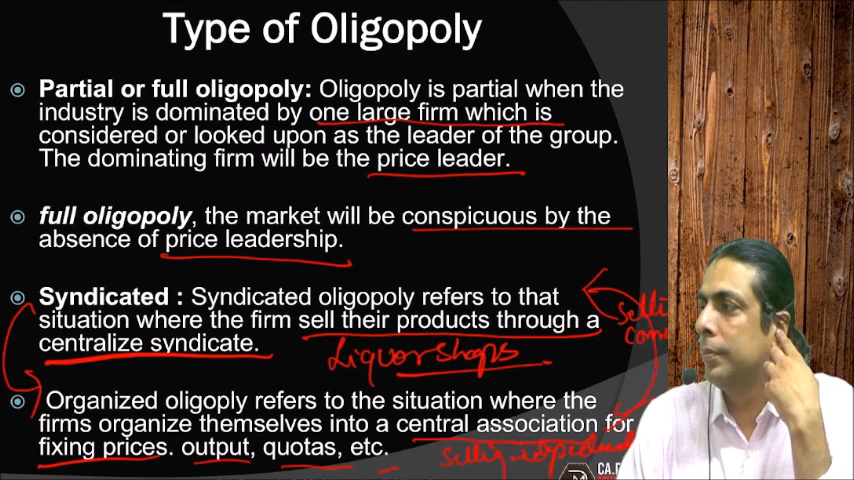 Type of Oligopoly
Partial or full oligopoly: Oligopoly is partial when the
industry is dominated by one large firm which is
considered or looked upon as the leader of the group.
The dominating firm will be the price leader.
full oligopoly, the market will be conspicuous by the
absence of price leadership.
Syndicated : Syndicated oligopoly refers to that
situation where the firm sell their products through a
centralize syndicate.
Liquor shops
Organized oligoply refers to the situation where the
firms organize themselves into a central association for
fixing prices. output, quotas, etc.